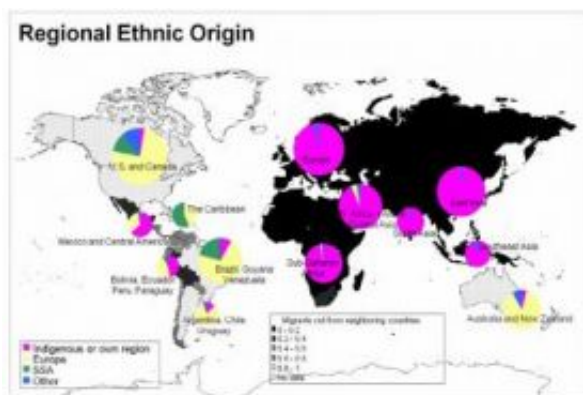 Regional Ethnic Origin
Europe
U.S. and Canada
East Asia
The Caribbean
Southeast Asia
Mexico and Central America
Brazil, Guyana
Venezuela
Bolivia, Ecuador
Peru, Paraguay
Argentina, Chile
Uruguay
Australia and New Zealand
Migrants not from neighboring countries
Indigenous or own region
Europe
SSA
Other